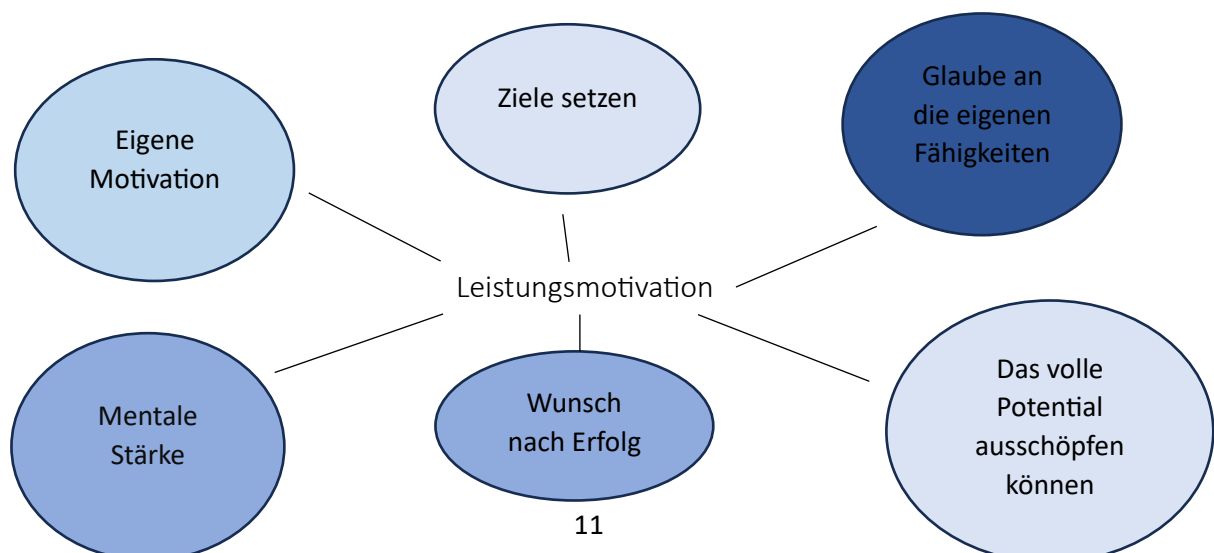 Eigene
Motivation
Ziele setzen
Glaube an
die eigenen
Fähigkeiten
Leistungsmotivation
Mentale
Stärke
Wunsch
nach Erfolg
Das volle
Potential
ausschöpfen
können
11